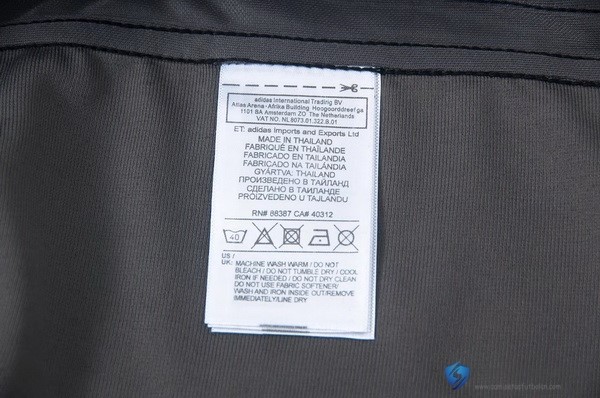 adidas International Trading BV
Atlas Arena - Afrika Building Hoogoorddreef 9a
1101 BA Amsterdam ZO The Netherlands
VAT NO. NL8073.01.322.B.01
ET: adidas Imports and Exports Ltd
MADE IN THAILAND
FABRIQUÉ EN THAÏLANDE
FABRICADO EN TAILANDIA
FABRICADO NA TAILÂNDIA
GYÁRTVA: THAILAND
ПРОИЗВЕДЕНО В ТАЙЛАНД
СДЕЛАНО В ТАИЛАНДЕ
PROIZVEDENO U TAJLANDU
RN# 88387 CA# 40312
40
US /
UK: MACHINE WASH WARM / DO NOT
BLEACH / DO NOT TUMBLE DRY / COOL
IRON IF NEEDED / DO NOT DRY CLEAN
DO NOT USE FABRIC SOFTENER/
WASH AND IRON INSIDE OUT/REMOVE
IMMEDIATELY/LINE DRY